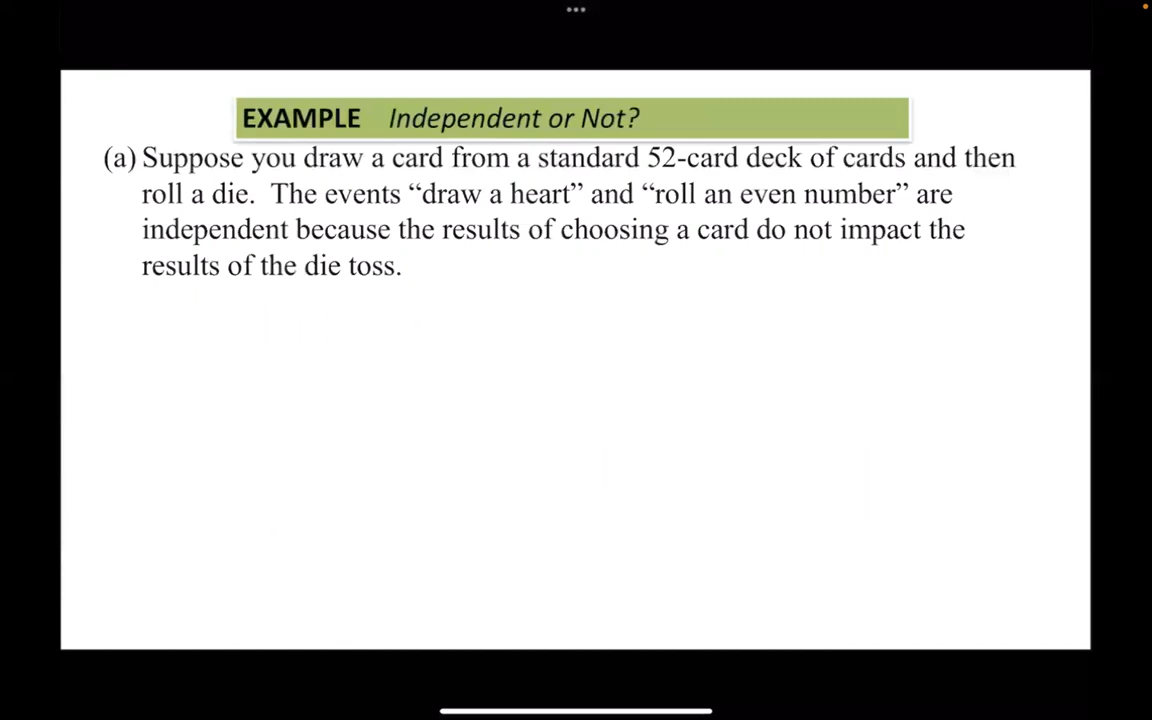 EXAMPLE Independent or Not?
(a) Suppose you draw a card from a standard 52-card deck of cards and then
roll a die. The events “draw a heart” and “roll an even number” are
independent because the results of choosing a card do not impact the
results of the die toss.